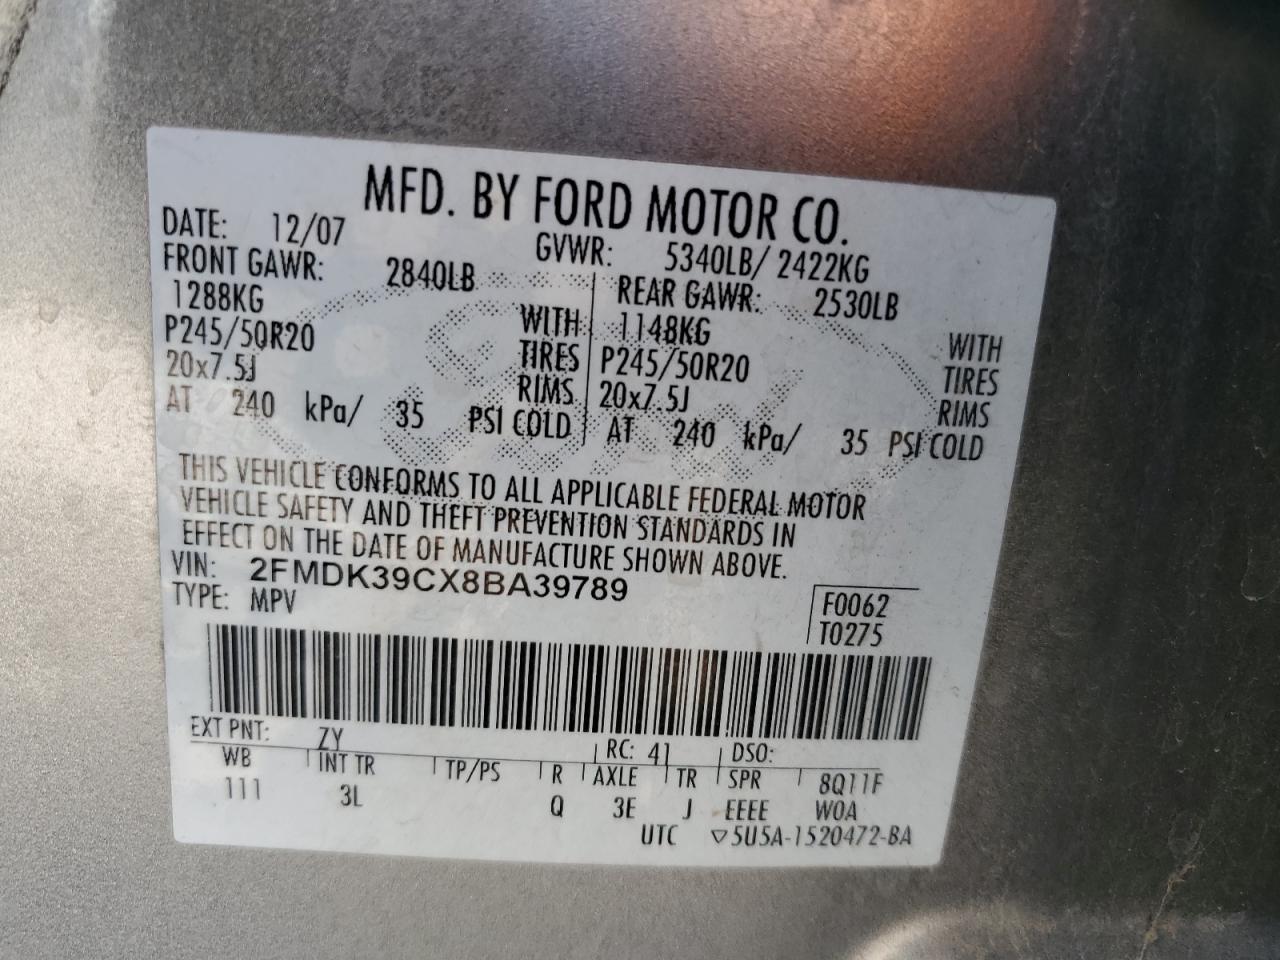 MFD. BY FORD MOTOR CO.
DATE: 12/07 GVWR: 5340LB/ 2422KG
FRONT GAWR: 2840LB REAR GAWR: 2530LB
1288KG WITH 1148KG WITH
P245/50R20 TIRES P245/50R20 TIRES
20x7.5J RIMS 20x7.5J RIMS
AT 240 kPa/ 35 PSI COLD AT 240 kPa/ 35 PSI COLD
THIS VEHICLE CONFORMS TO ALL APPLICABLE FEDERAL MOTOR
VEHICLE SAFETY AND THEFT PREVENTION STANDARDS IN
EFFECT ON THE DATE OF MANUFACTURE SHOWN ABOVE.
VIN: 2FMDK39CX8BA39789
TYPE: MPV F0062
T0275
EXT PNT: ZY RC: 41 DSO:
WB INT TR TP/PS R AXLE TR SPR 8Q11F
111 3L Q 3E J EEEE W0A
UTC ▽5U5A-1520472-BA